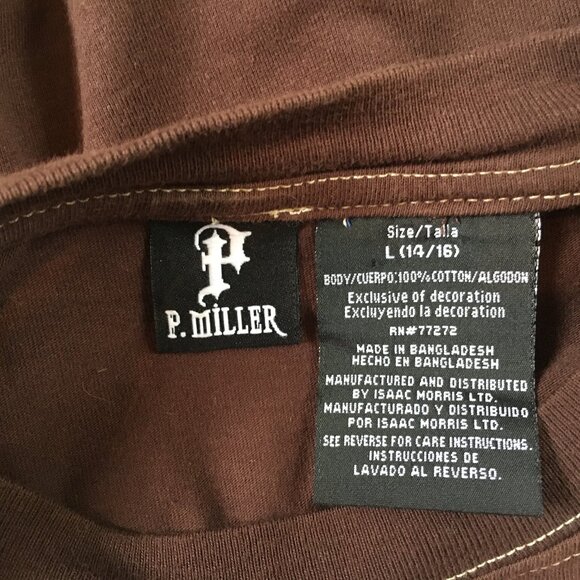 P
P. MiLLER
Size/Talla
L (14/16)
BODY/CUERPO:100% COTTON/ALGODON
Exclusive of decoration
Excluyendo la decoration
RN#77272
MADE IN BANGLADESH
HECHO EN BANGLADESH
MANUFACTURED AND DISTRIBUTED
BY ISAAC MORRIS LTD.
MANUFACTURADO Y DISTRIBUIDO
POR ISAAC MORRIS LTD.
SEE REVERSE FOR CARE INSTRUCTIONS.
INSTRUCCIONES DE
LAVADO AL REVERSO.